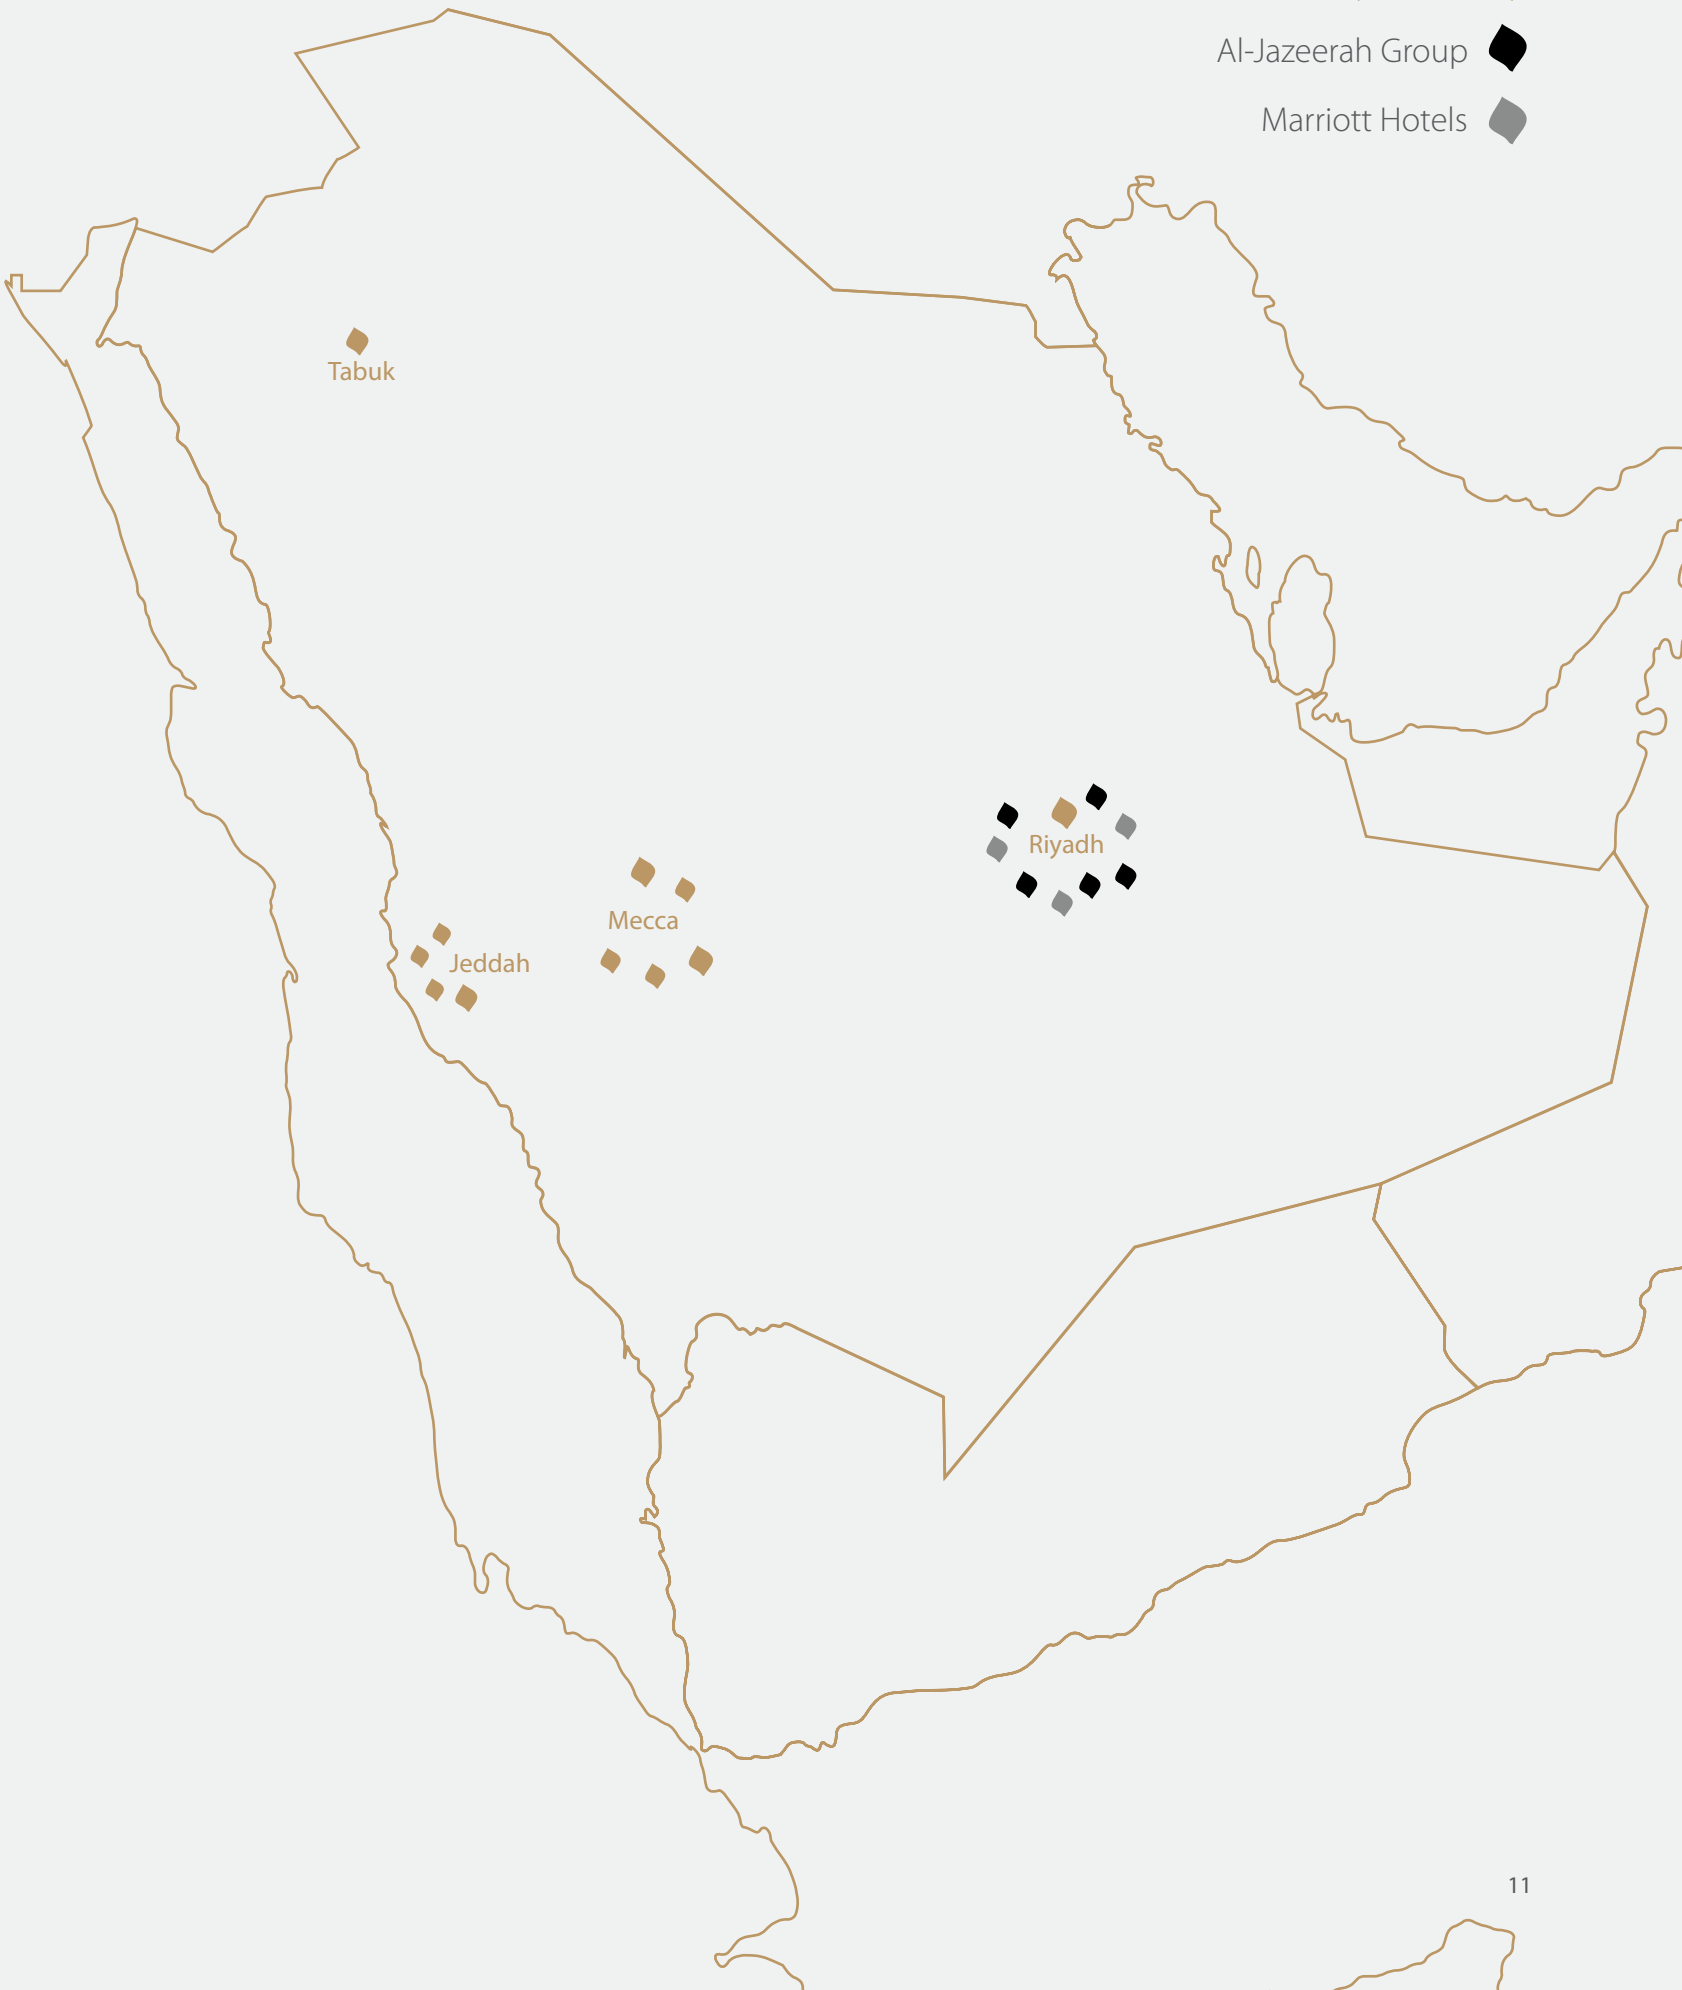 Al-Jazeerah Group
Marriott Hotels
Tabuk
Riyadh
Mecca
Jeddah
11